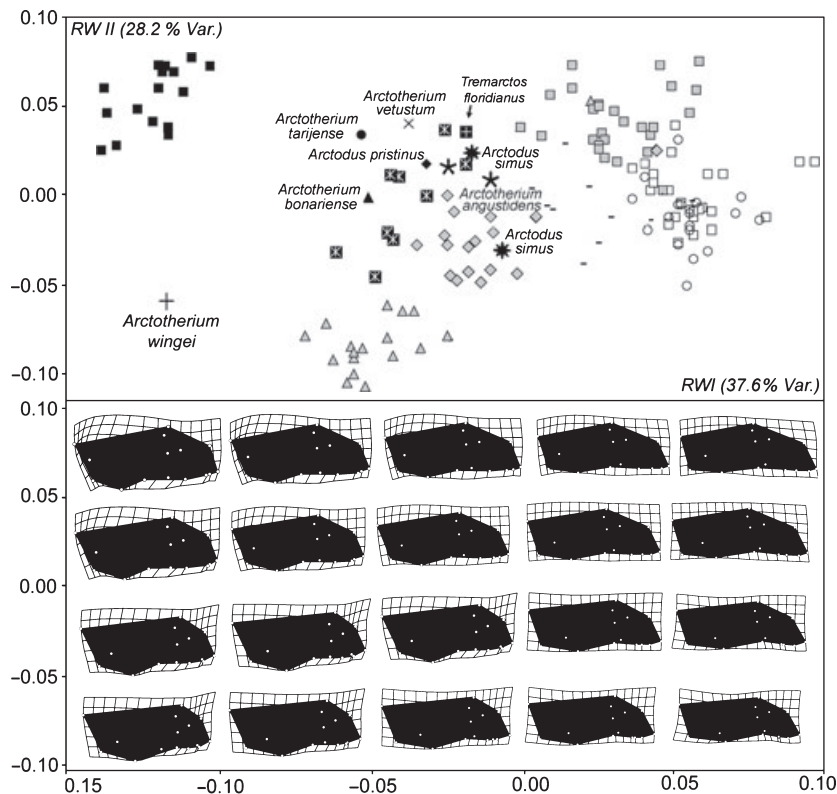 0.10
RW II (28.2 % Var.)
0.05
0.00
−0.05
−0.10
Tremarctos
floridianus
Arctotherium
vetustum
Arctotherium
tarijense
Arctodus pristinus
Arctodus
simus
Arctotherium
bonariense
Arctotherium
angustidens
Arctodus
simus
Arctotherium
wingei
RWI (37.6% Var.)
0.10
0.05
0.00
−0.05
−0.10
0.15
−0.10
−0.05
0.00
0.05
0.10